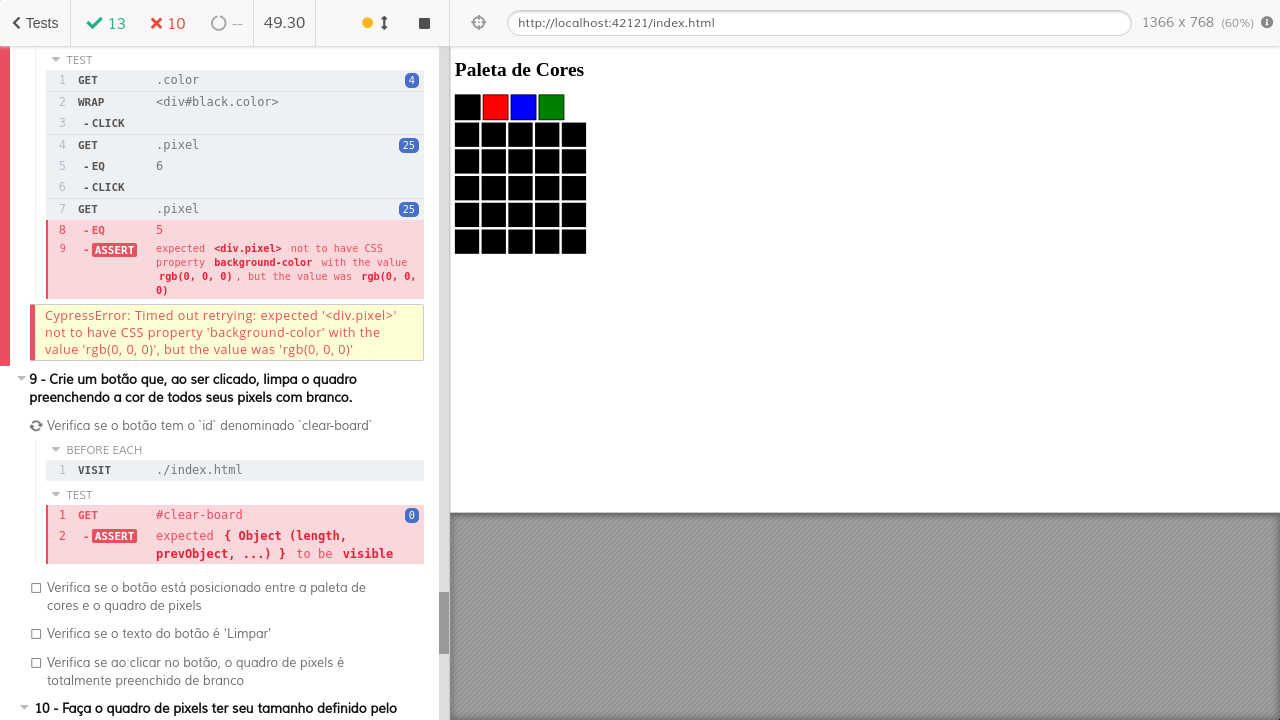 Tests
13
10
--
49.30
http://localhost:42121/index.html
1366 x 768 (60%)
TEST
1 GET .color 4
2 WRAP <div#black.color>
3 - CLICK
4 GET .pixel 25
5 - EQ 6
6 - CLICK
7 GET .pixel 25
8 - EQ 5
9 - ASSERT expected <div.pixel> not to have CSS
property background-color with the value
rgb(0, 0, 0), but the value was rgb(0, 0,
0)
CypressError: Timed out retrying: expected '<div.pixel>'
not to have CSS property 'background-color' with the
value 'rgb(0, 0, 0)', but the value was 'rgb(0, 0, 0)'
9 - Crie um botão que, ao ser clicado, limpa o quadro
preenchendo a cor de todos seus pixels com branco.
Verifica se o botão tem o `id` denominado `clear-board`
BEFORE EACH
1 VISIT ./index.html
TEST
1 GET #clear-board 0
2 - ASSERT expected { Object (length,
prevObject, ...) } to be visible
Verifica se o botão está posicionado entre a paleta de
cores e o quadro de pixels
Verifica se o texto do botão é 'Limpar'
Verifica se ao clicar no botão, o quadro de pixels é
totalmente preenchido de branco
10 - Faça o quadro de pixels ter seu tamanho definido pelo
Paleta de Cores